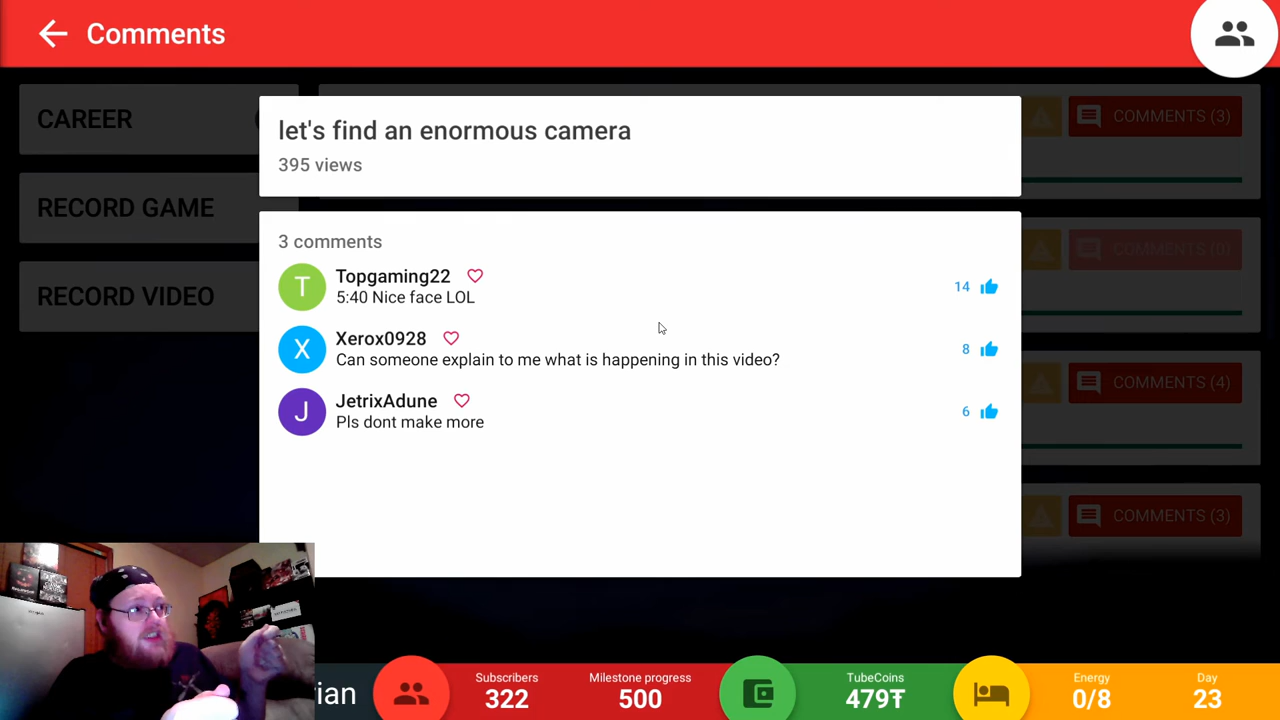 Comments
CAREER
RECORD GAME
RECORD VIDEO
let's find an enormous camera
395 views
3 comments
T
Topgaming22
5:40 Nice face LOL
14
X
Xerox0928
Can someone explain to me what is happening in this video?
8
J
JetrixAdune
Pls dont make more
6
COMMENTS (3)
COMMENTS (0)
COMMENTS (4)
COMMENTS (3)
ian
Subscribers
322
Milestone progress
500
TubeCoins
479Ŧ
Energy
0/8
Day
23